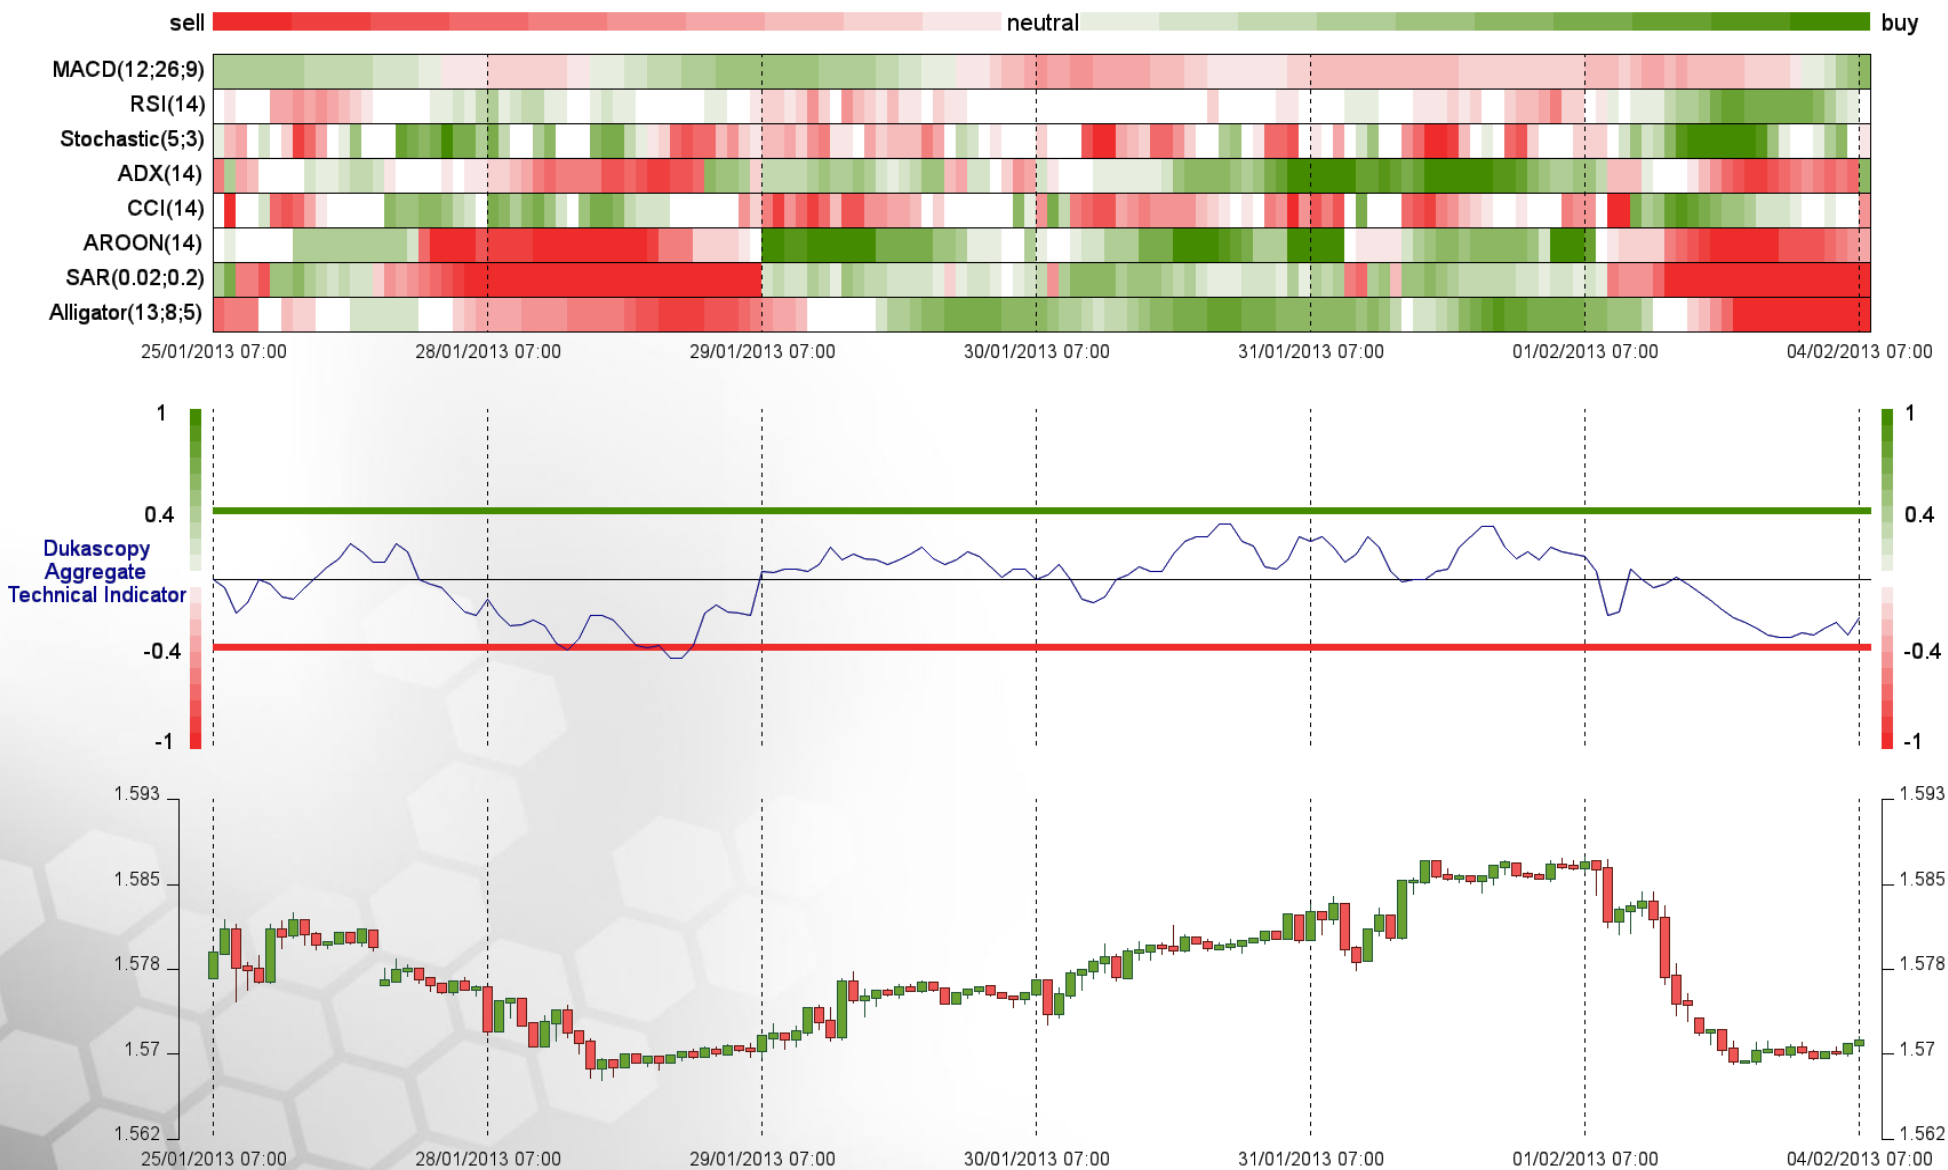 sell neutral buy
MACD(12;26;9)
RSI(14)
Stochastic(5;3)
ADX(14)
CCI(14)
AROON(14)
SAR(0.02;0.2)
Alligator(13;8;5)
25/01/2013 07:00 28/01/2013 07:00 29/01/2013 07:00 30/01/2013 07:00 31/01/2013 07:00 01/02/2013 07:00 04/02/2013 07:00
1 1
0.4 0.4
Dukascopy
Aggregate
Technical Indicator
-0.4 -0.4
-1 -1
1.593 1.593
1.585 1.585
1.578 1.578
1.57 1.57
1.562 1.562
25/01/2013 07:00 28/01/2013 07:00 29/01/2013 07:00 30/01/2013 07:00 31/01/2013 07:00 01/02/2013 07:00 04/02/2013 07:00